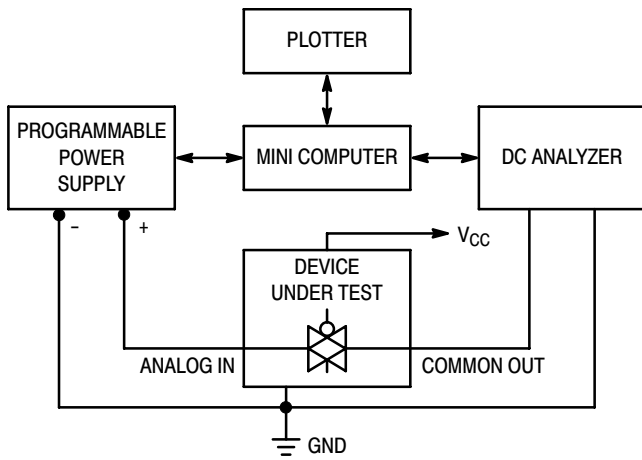 PLOTTER
PROGRAMMABLE
POWER
SUPPLY
MINI COMPUTER
DC ANALYZER
– +
VCC
DEVICE
UNDER TEST
ANALOG IN
COMMON OUT
GND